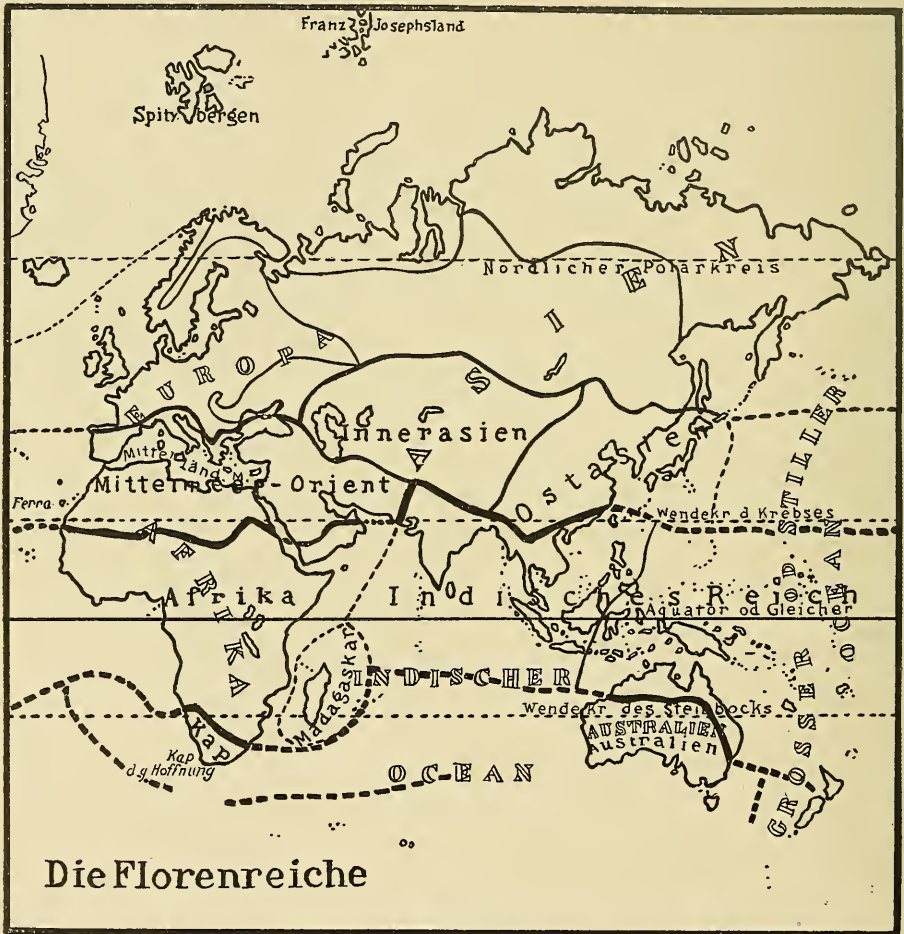 Franz Josephsland
Spitzbergen
Nördlicher Polarkreis
EUROPA
ASIEN
Innerasien
Ostasien
Mittelländ. M.
Mittelmeer-Orient
Ferro
Wendekr d Krebses
AFRIKA
Afrika
Indisches Reich
Äquator od Gleicher
Madagaskar
INDISCHER
OCEAN
Wendekr. des Steinbocks
AUSTRALIEN
Australien
Kap
Kap
d.g.Hoffnung
GROSSER OD. STILLER
OCEAN
Die Florenreiche